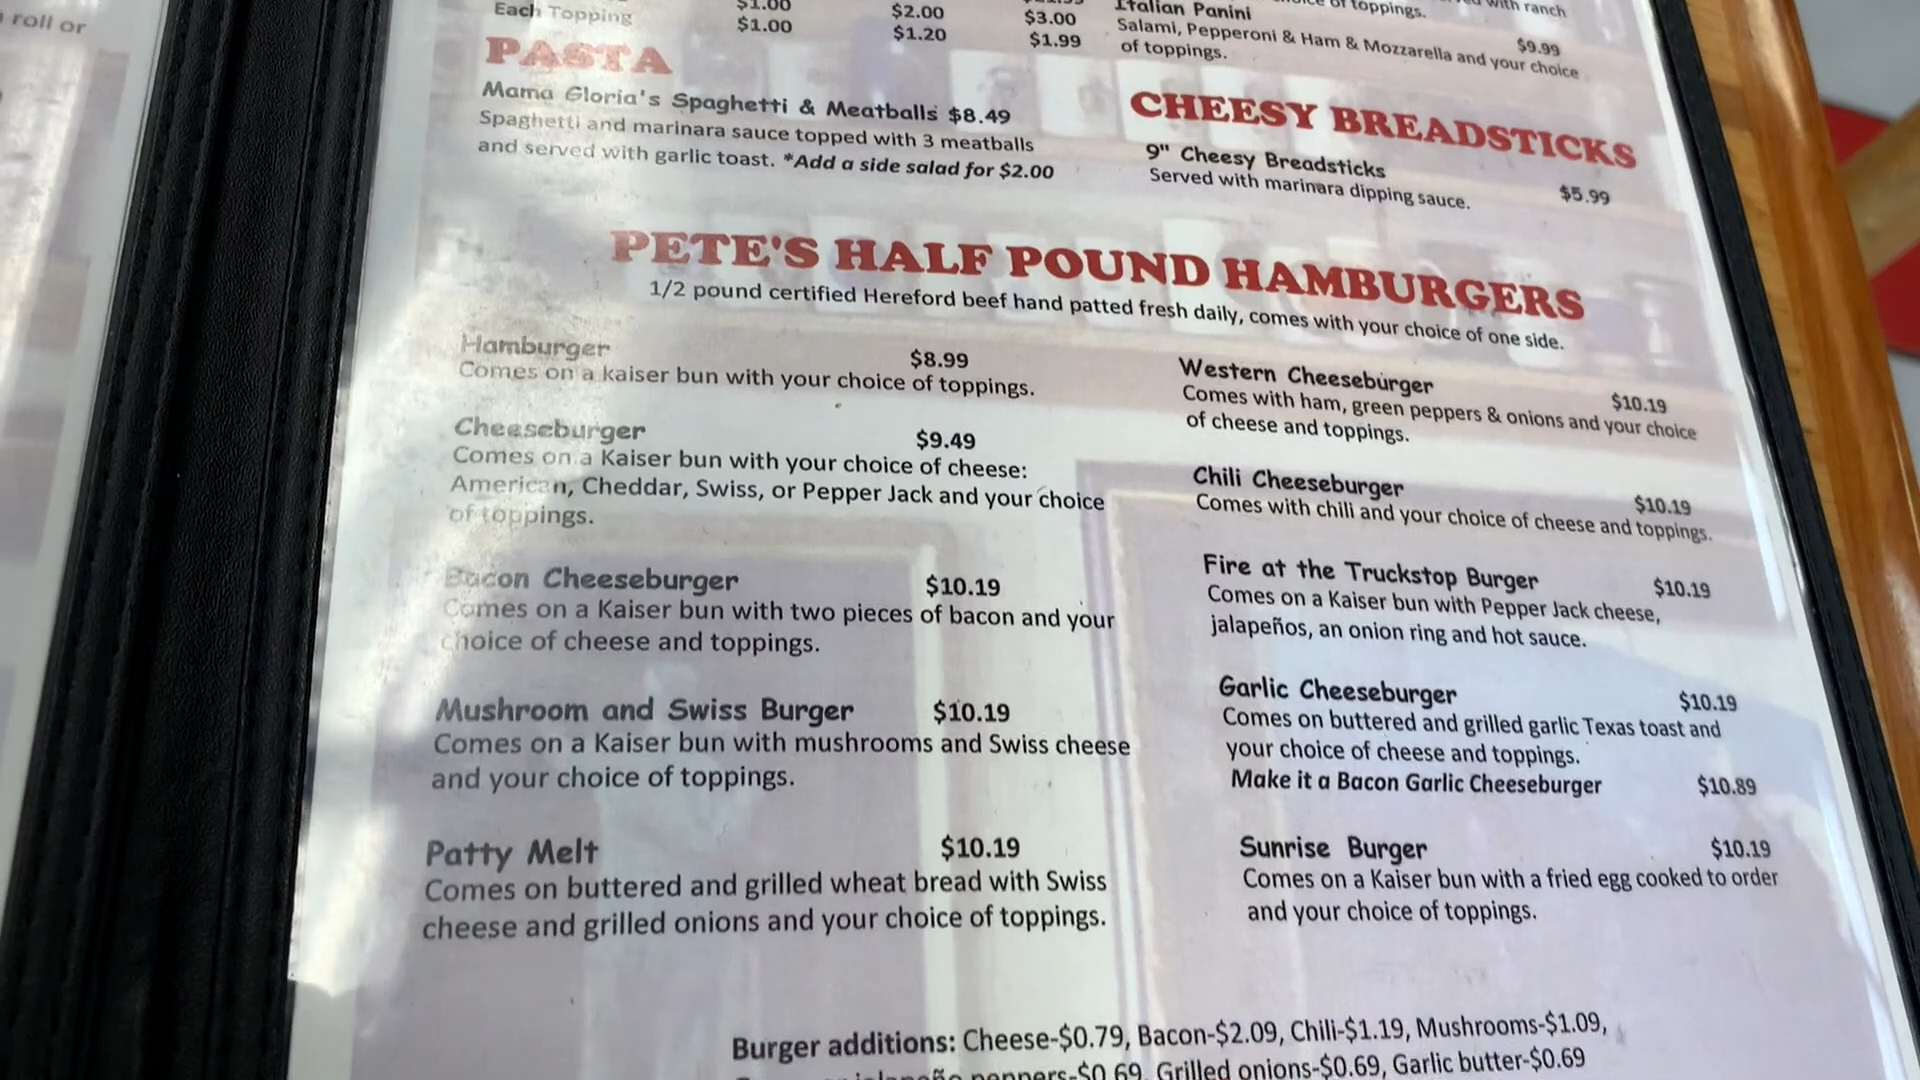 roll or
Each Topping $1.00 $2.00 $3.00
$1.00 $1.20 $1.99
PASTA
Mama Gloria's Spaghetti & Meatballs $8.49
Spaghetti and marinara sauce topped with 3 meatballs
and served with garlic toast. *Add a side salad for $2.00
of toppings.
with ranch
Italian Panini $9.99
Salami, Pepperoni & Ham & Mozzarella and your choice
of toppings.
CHEESY BREADSTICKS
9" Cheesy Breadsticks $5.99
Served with marinara dipping sauce.
PETE'S HALF POUND HAMBURGERS
1/2 pound certified Hereford beef hand patted fresh daily, comes with your choice of one side.
Hamburger $8.99
Comes on a kaiser bun with your choice of toppings.
Cheeseburger $9.49
Comes on a Kaiser bun with your choice of cheese:
American, Cheddar, Swiss, or Pepper Jack and your choice
of toppings.
Bacon Cheeseburger $10.19
Comes on a Kaiser bun with two pieces of bacon and your
choice of cheese and toppings.
Mushroom and Swiss Burger $10.19
Comes on a Kaiser bun with mushrooms and Swiss cheese
and your choice of toppings.
Patty Melt $10.19
Comes on buttered and grilled wheat bread with Swiss
cheese and grilled onions and your choice of toppings.
Western Cheeseburger $10.19
Comes with ham, green peppers & onions and your choice
of cheese and toppings.
Chili Cheeseburger $10.19
Comes with chili and your choice of cheese and toppings.
Fire at the Truckstop Burger $10.19
Comes on a Kaiser bun with Pepper Jack cheese,
jalapeños, an onion ring and hot sauce.
Garlic Cheeseburger $10.19
Comes on buttered and grilled garlic Texas toast and
your choice of cheese and toppings.
Make it a Bacon Garlic Cheeseburger $10.89
Sunrise Burger $10.19
Comes on a Kaiser bun with a fried egg cooked to order
and your choice of toppings.
Burger additions: Cheese-$0.79, Bacon-$2.09, Chili-$1.19, Mushrooms-$1.09,
peppers-$0.69, Grilled onions-$0.69, Garlic butter-$0.69